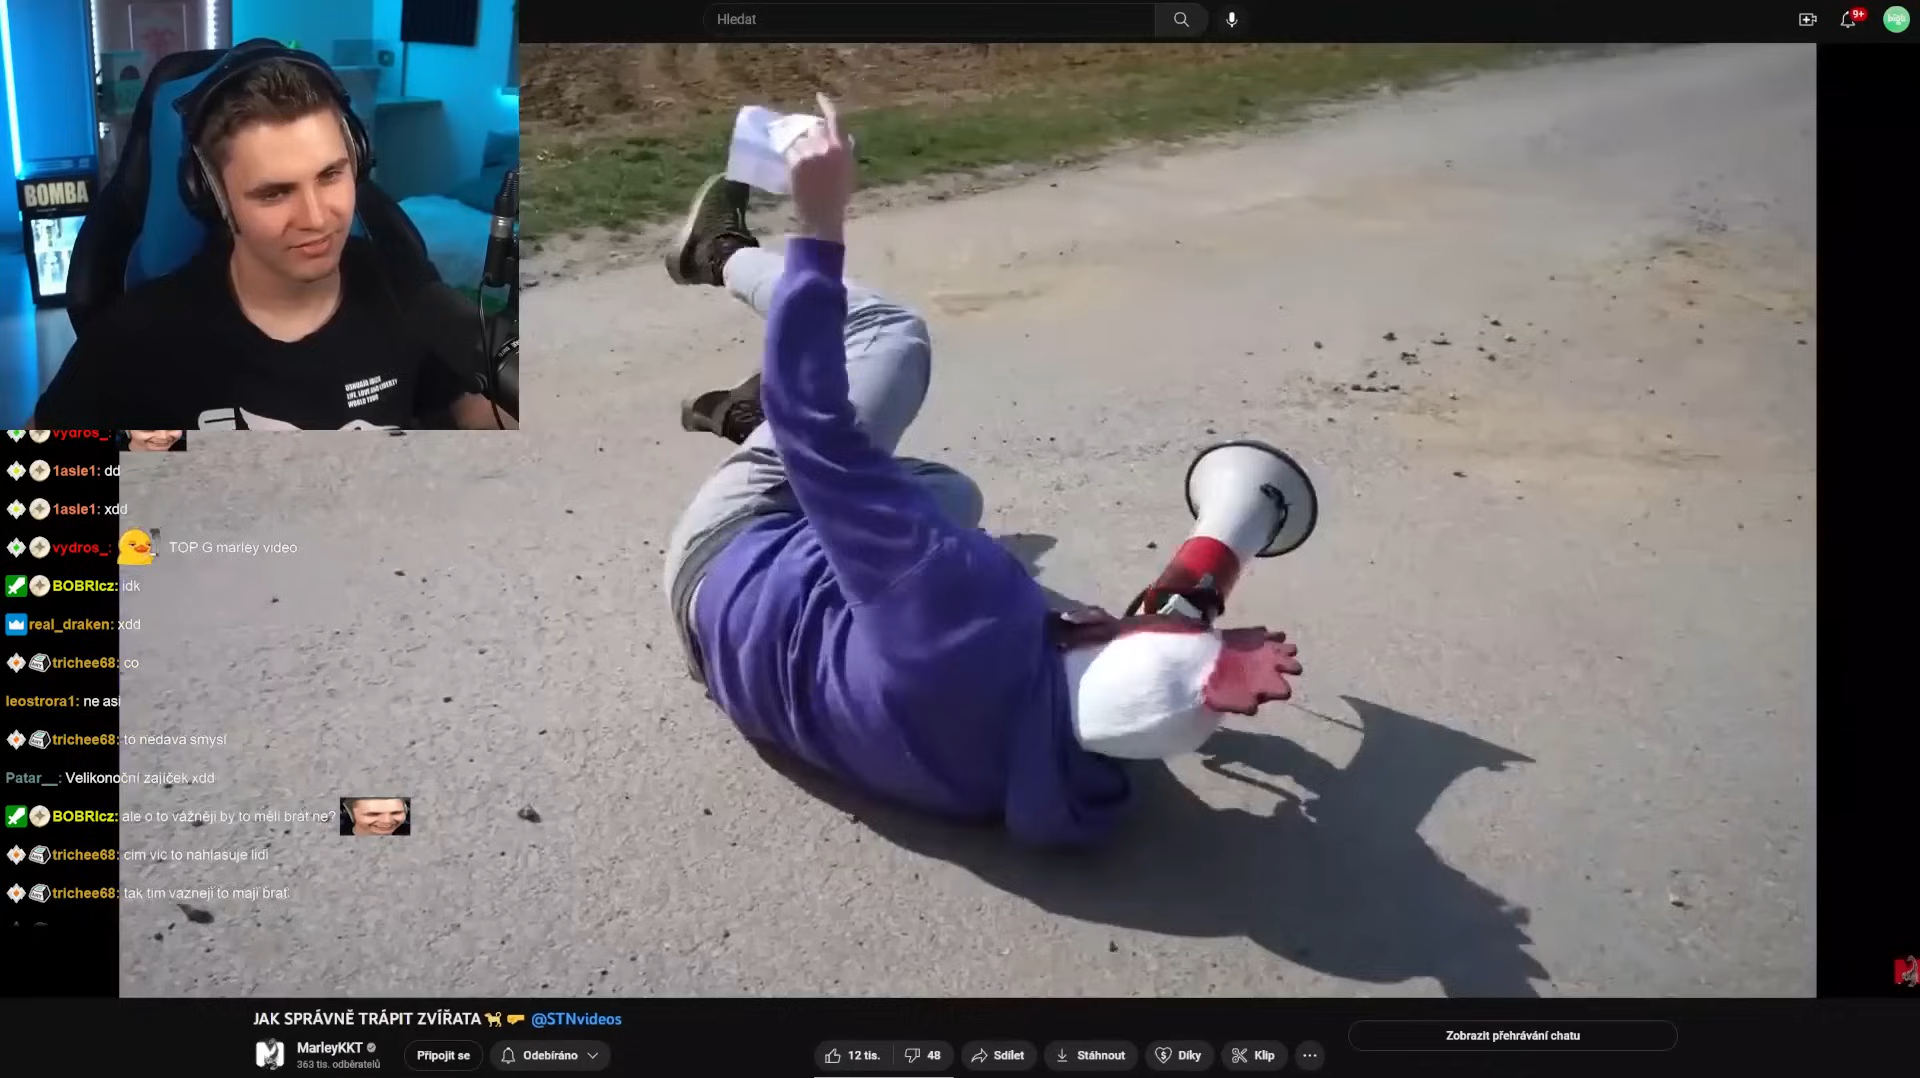 Hledat
9+
BOMBA
vydros_:
1asle1: dd
1asle1: xdd
vydros_: TOP G marley video
BOBRIcz: idk
real_draken: xdd
trichee68: co
leostrora1: ne asi
trichee68: to nedava smysl
Patar__: Velikonoční zajíček xdd
BOBRIcz: ale o to vážněji by to měli brát ne?
trichee68: cim vic to nahlasuje lidi
trichee68: tak tim vazneji to maji brat
JAK SPRÁVNĚ TRÁPIT ZVÍŘATA @STNvideos
MarleyKKT
363 tis. odběratelů
Připojit se
Odebíráno
12 tis.
48
Sdílet
Stáhnout
Díky
Klip
Zobrazit přehrávání chatu